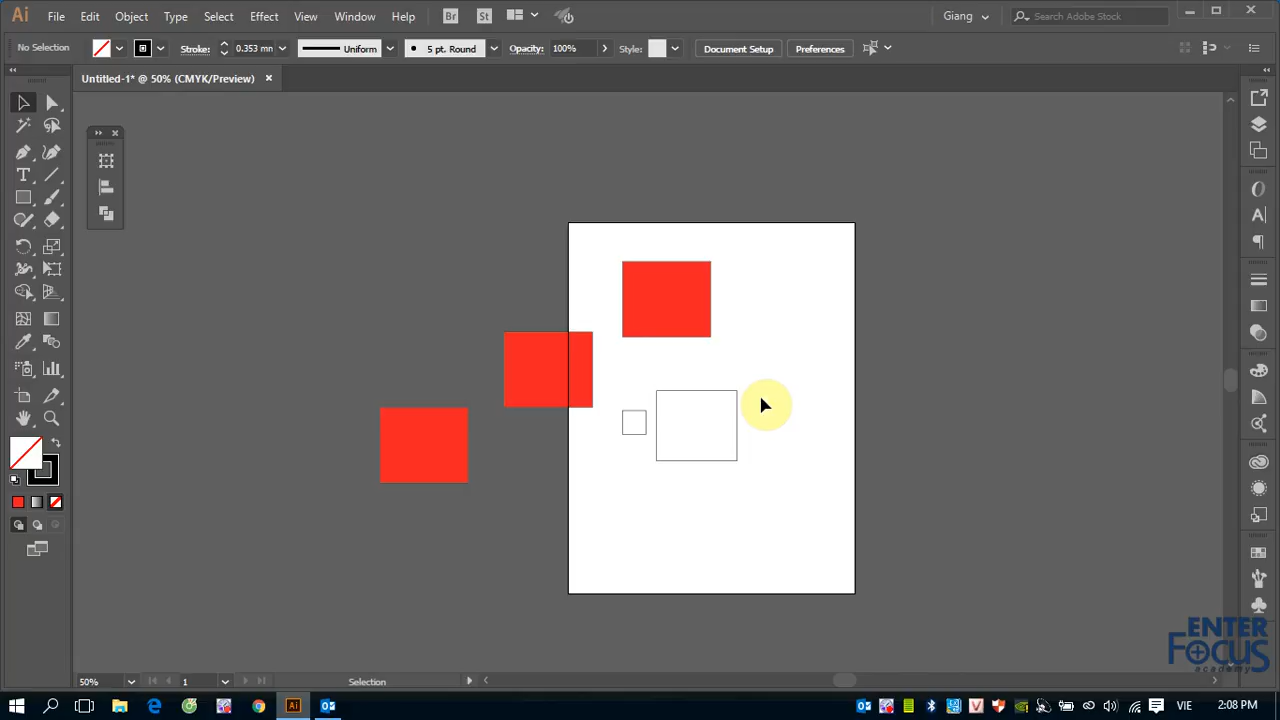 Ai File Edit Object Type Select Effect View Window Help Br St Giang Search Adobe Stock
No Selection Stroke: 0.353 mn Uniform 5 pt. Round Opacity: 100% Style: Document Setup Preferences
Untitled-1* @ 50% (CMYK/Preview)
ENTER
FOCUS
academy
50% 1 Selection
Ai VIE 2:08 PM